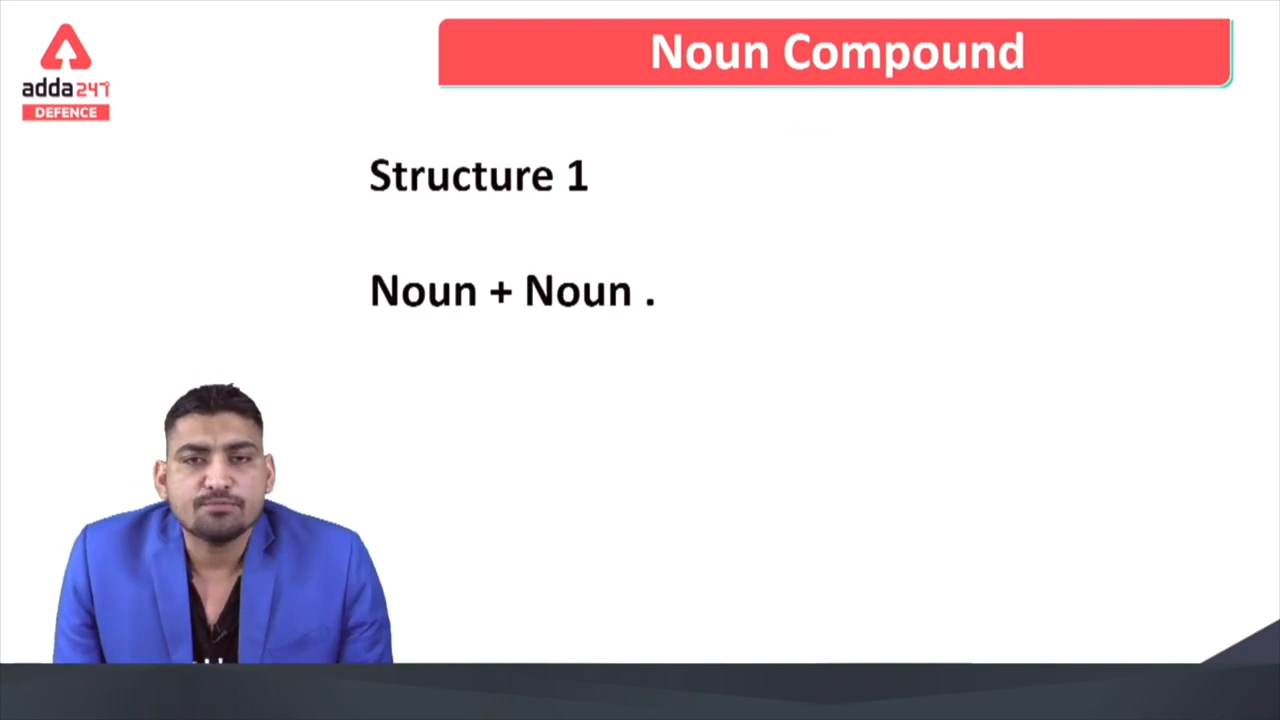 adda247
DEFENCE
Noun Compound
Structure 1
Noun + Noun .